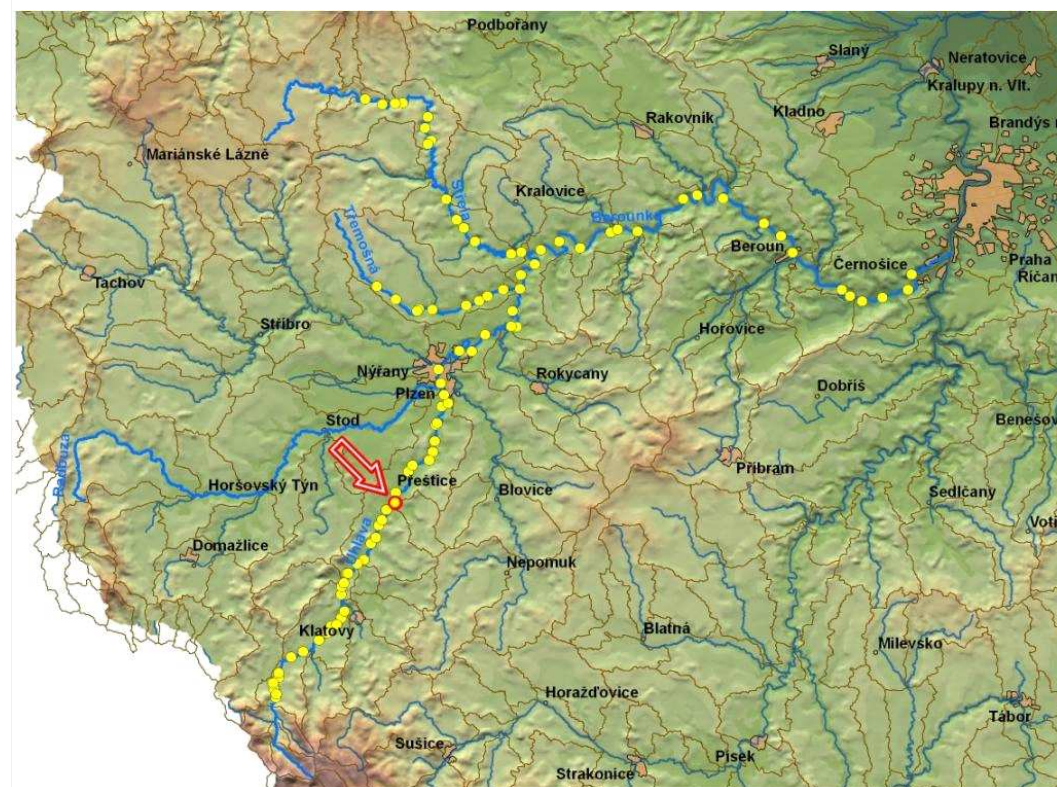 Podbořany
Slaný
Neratovice
Kralupy n. Vlt.
Kladno
Rakovník
Brandýs n
Mariánské Lázně
Kralovice
Střela
Berounka
Třemošná
Beroun
Černošice
Praha
Říčan
Tachov
Stříbro
Hořovice
Nýřany
Rokycany
Dobříš
Plzeň
Benešov
Stod
Radbuza
Přeštice
Příbram
Horšovský Týn
Blovice
Sedlčany
Voti
Úhlava
Domažlice
Nepomuk
Klatovy
Blatná
Milevsko
Horažďovice
Tábor
Sušice
Písek
Strakonice